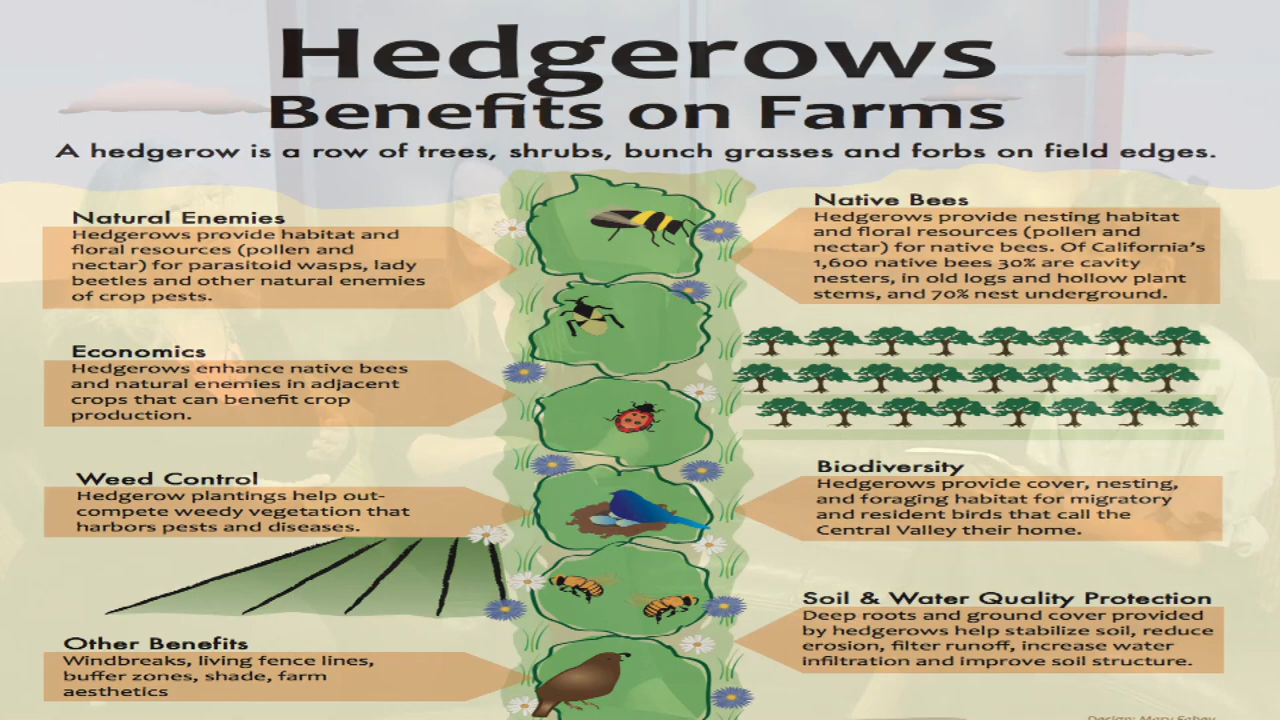 Hedgerows
Benefits on Farms
A hedgerow is a row of trees, shrubs, bunch grasses and forbs on field edges.
Natural Enemies
Hedgerows provide habitat and
floral resources (pollen and
nectar) for parasitoid wasps, lady
beetles and other natural enemies
of crop pests.
Economics
Hedgerows enhance native bees
and natural enemies in adjacent
crops that can benefit crop
production.
Weed Control
Hedgerow plantings help out-
compete weedy vegetation that
harbors pests and diseases.
Other Benefits
Windbreaks, living fence lines,
buffer zones, shade, farm
aesthetics
Native Bees
Hedgerows provide nesting habitat
and floral resources (pollen and
nectar) for native bees. Of California's
1,600 native bees 30% are cavity
nesters, in old logs and hollow plant
stems, and 70% nest underground.
Biodiversity
Hedgerows provide cover, nesting,
and foraging habitat for migratory
and resident birds that call the
Central Valley their home.
Soil & Water Quality Protection
Deep roots and ground cover provided
by hedgerows help stabilize soil, reduce
erosion, filter runoff, increase water
infiltration and improve soil structure.
Design: Mary Fahey